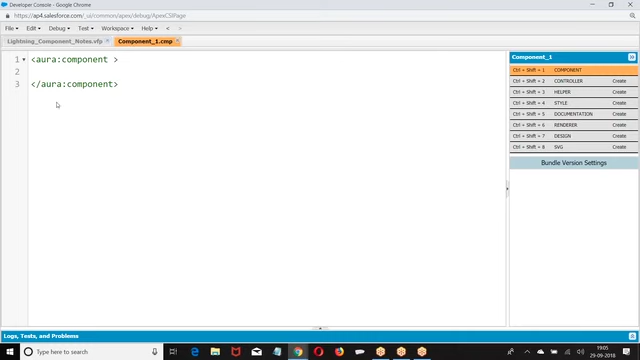 Developer Console - Google Chrome
https://ap4.salesforce.com/_ui/common/apex/debug/ApexCSIPage
File Edit Debug Test Workspace Help < >
Lightning_Component_Notes.vfp Component_1.cmp
1 <aura:component >
2
3 </aura:component>
Component_1
Ctrl + Shift + 1 COMPONENT
Ctrl + Shift + 2 CONTROLLER Create
Ctrl + Shift + 3 HELPER Create
Ctrl + Shift + 4 STYLE Create
Ctrl + Shift + 5 DOCUMENTATION Create
Ctrl + Shift + 6 RENDERER Create
Ctrl + Shift + 7 DESIGN Create
Ctrl + Shift + 8 SVG Create
Bundle Version Settings
Logs, Tests, and Problems
Type here to search
19:05
29-09-2018